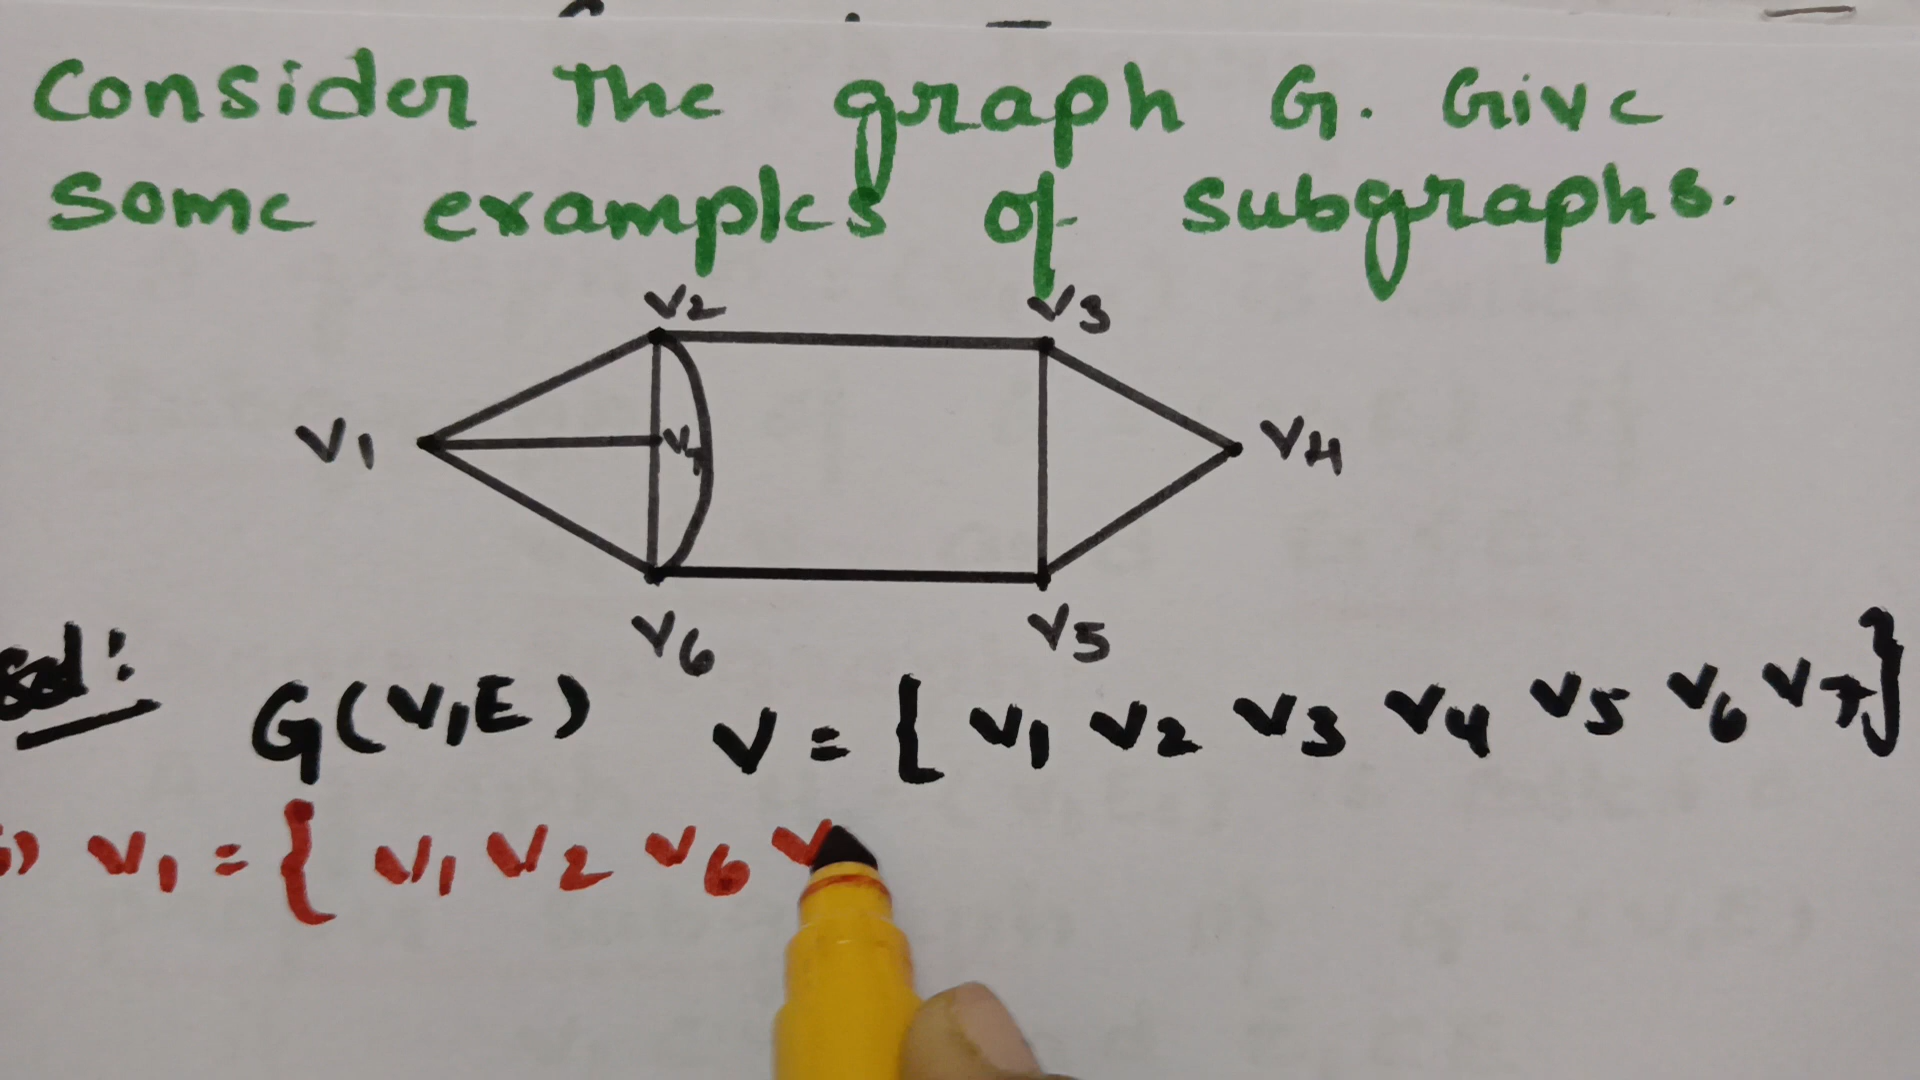 Consider The graph G. Give
some examples of subgraphs.
V2 V3
V1 V7 V4
V6 V5
Sol:
G(V,E) V = { V1 V2 V3 V4 V5 V6 V7}
V1 = { V1 V2 V6 V